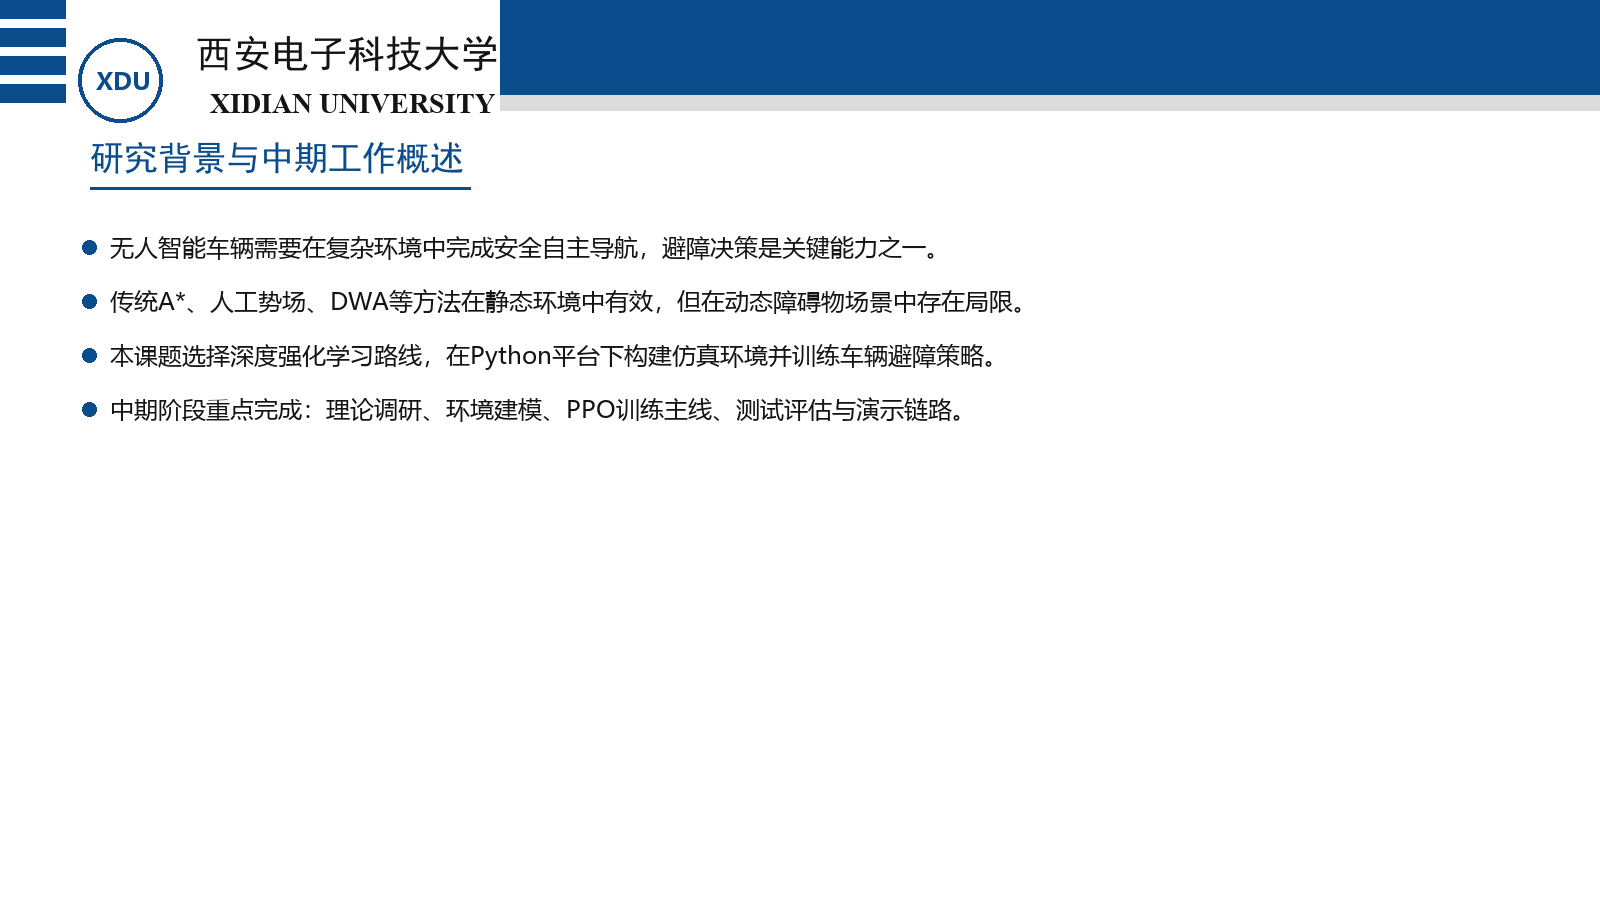 西安电子科技大学
XDU
XIDIAN UNIVERSITY
研究背景与中期工作概述
无人智能车辆需要在复杂环境中完成安全自主导航，避障决策是关键能力之一。
传统A*、人工势场、DWA等方法在静态环境中有效，但在动态障碍物场景中存在局限。
本课题选择深度强化学习路线，在Python平台下构建仿真环境并训练车辆避障策略。
中期阶段重点完成：理论调研、环境建模、PPO训练主线、测试评估与演示链路。